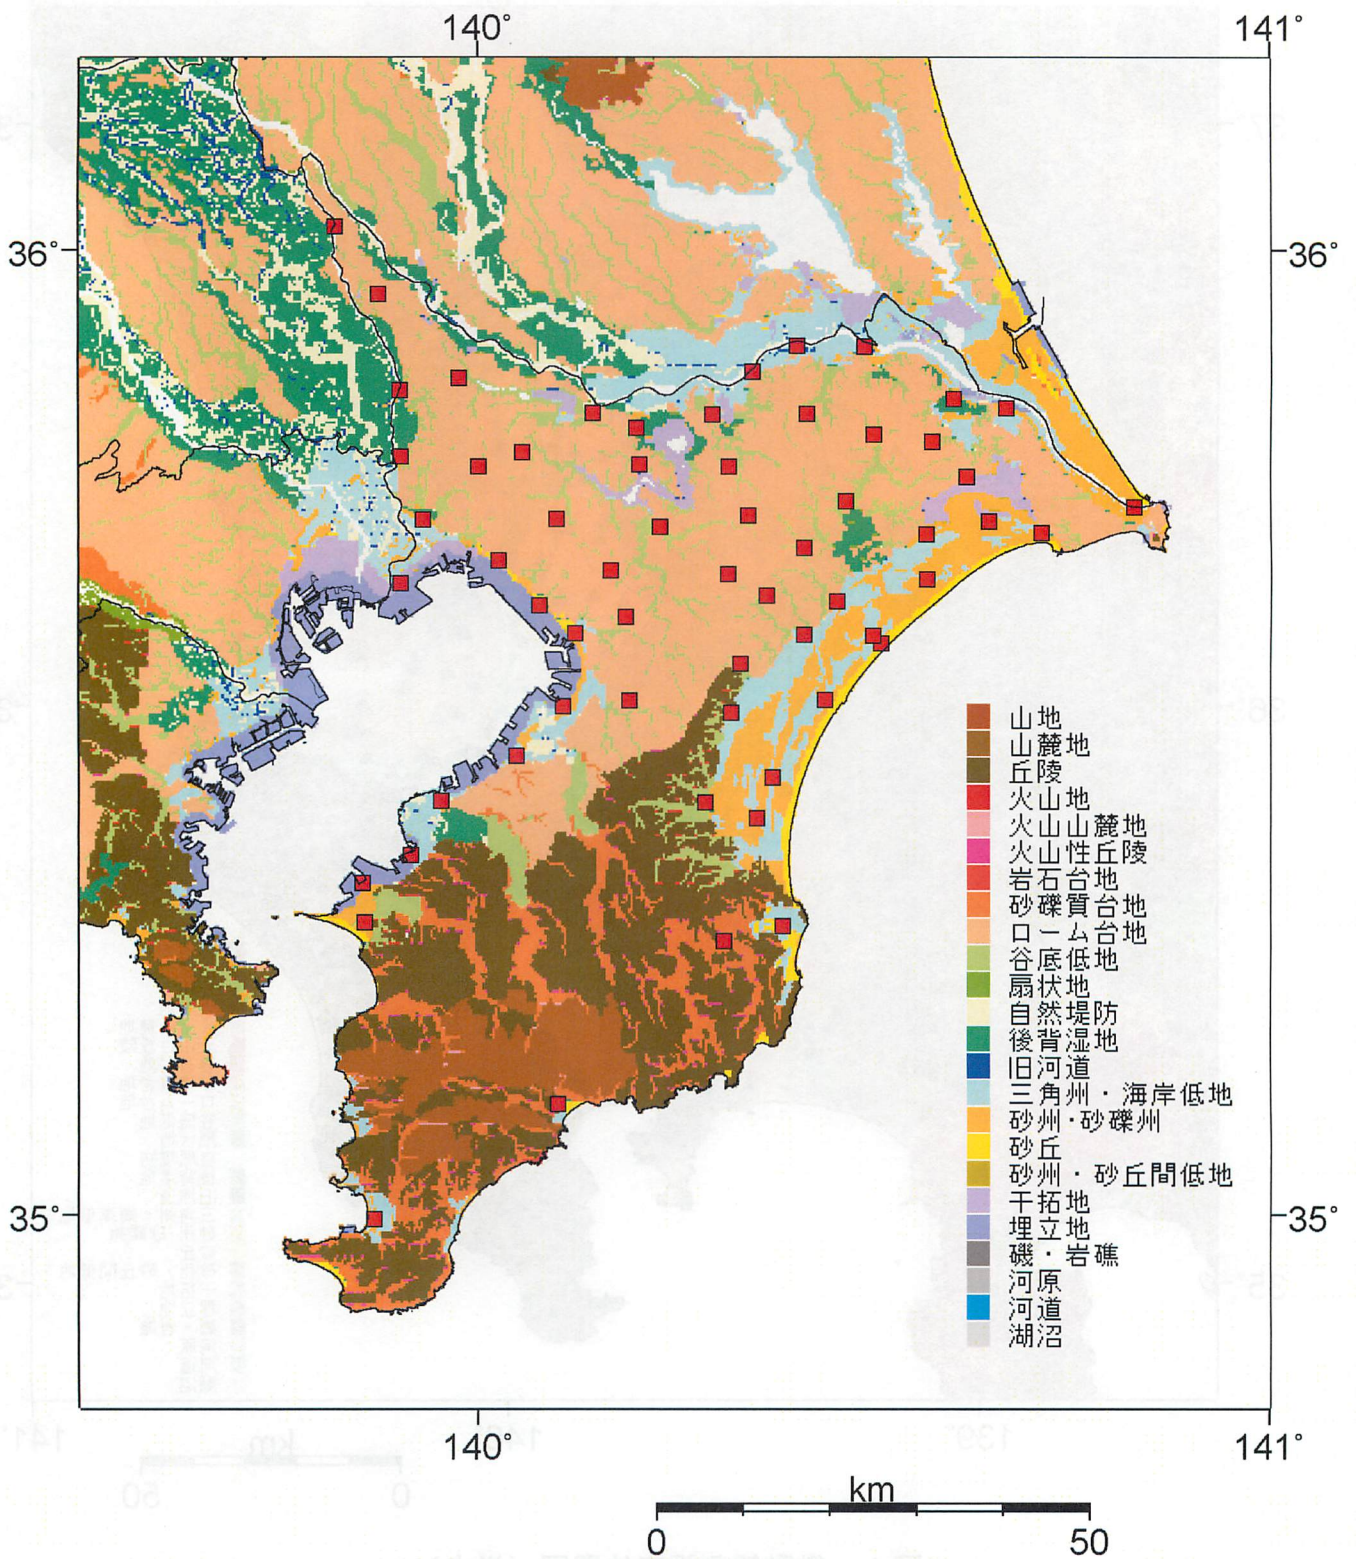 140° 141°
36° 36°
山地
山麓地
丘陵
火山地
火山山麓地
火山性丘陵
岩石台地
砂礫質台地
ローム台地
谷底低地
扇状地
自然堤防
後背湿地
旧河道
三角州・海岸低地
砂州・砂礫州
砂丘
砂州・砂丘間低地
干拓地
埋立地
磯・岩礁
河原
河道
湖沼
35° 35°
140° 141°
km
0 50